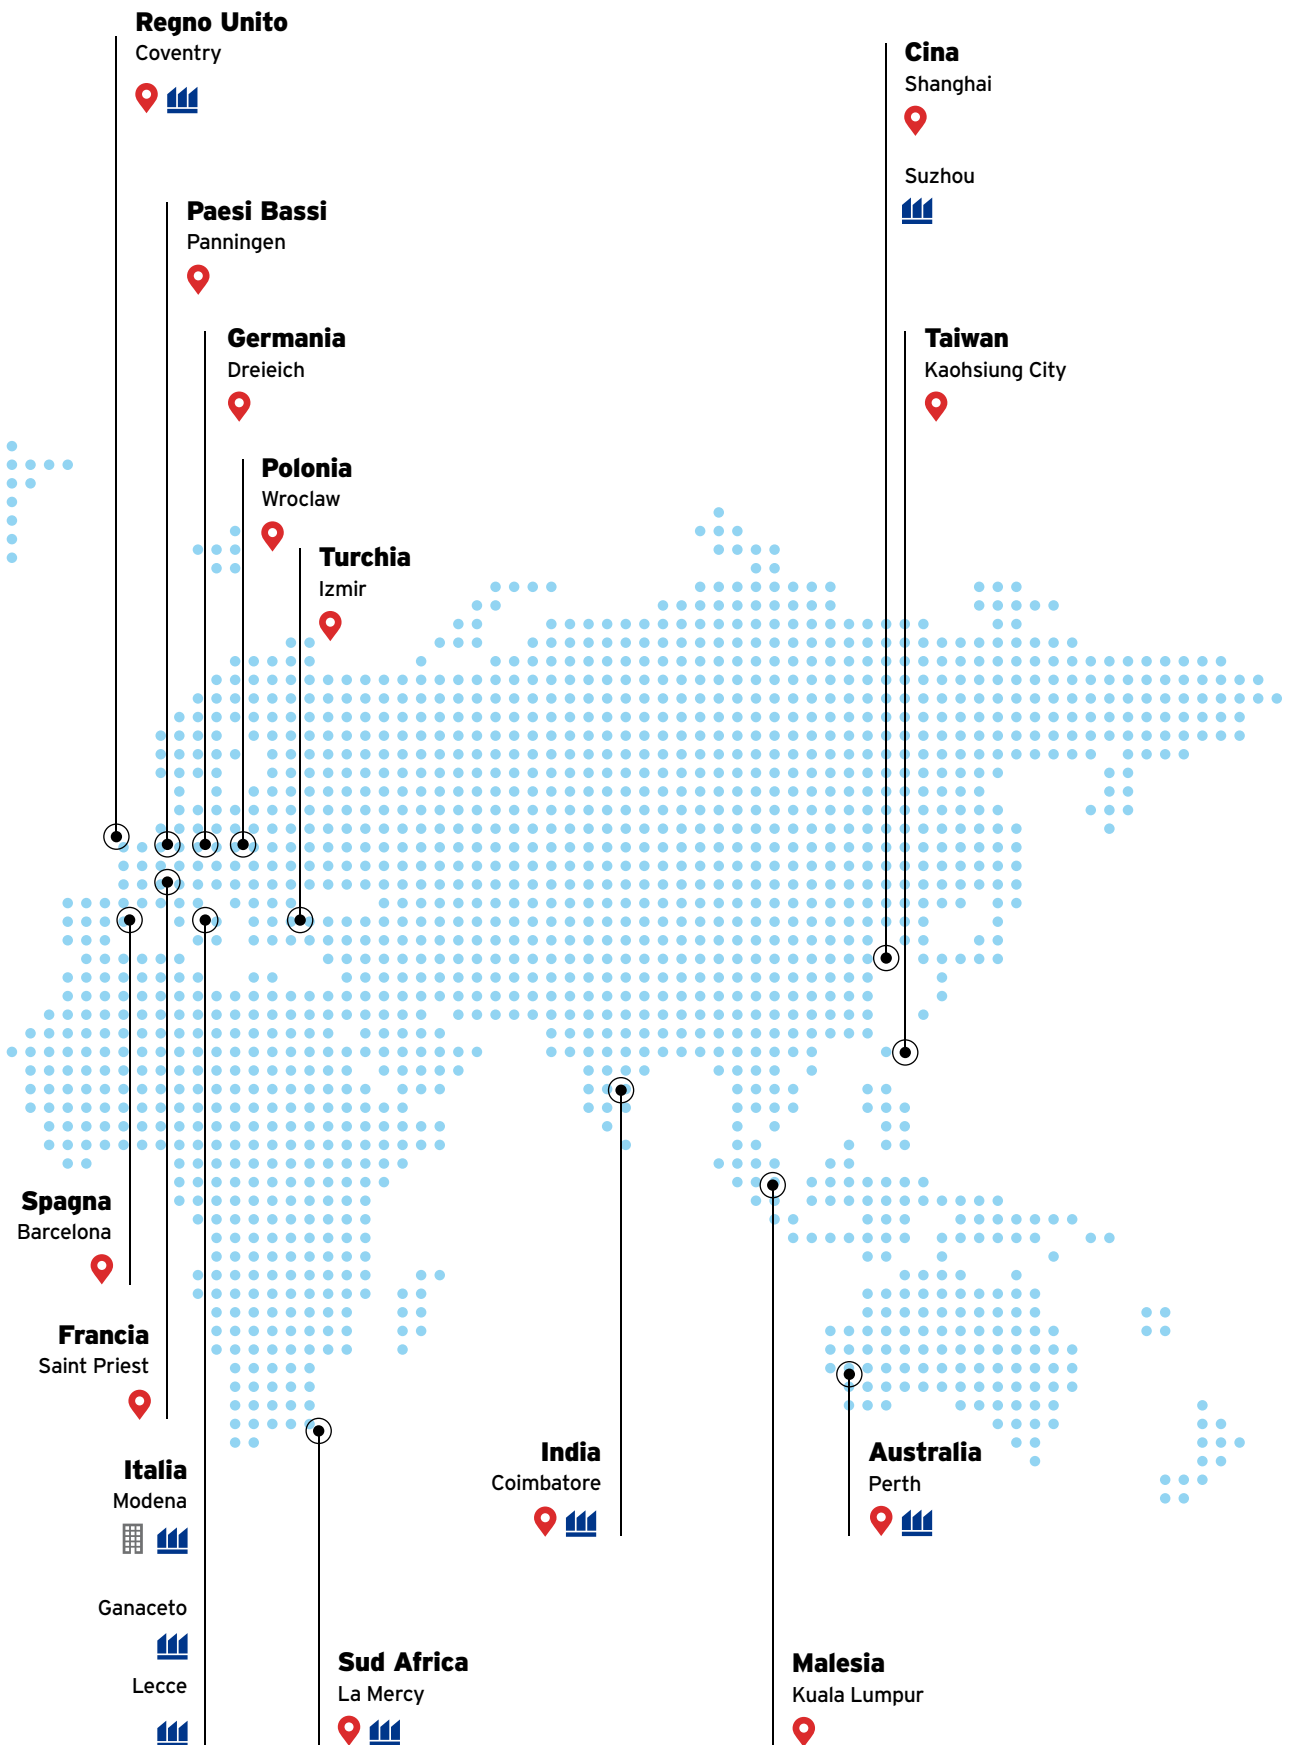 Regno Unito
Coventry
Cina
Shanghai
Suzhou
Paesi Bassi
Panningen
Germania
Dreieich
Taiwan
Kaohsiung City
Polonia
Wroclaw
Turchia
Izmir
Spagna
Barcelona
Francia
Saint Priest
Italia
Modena
Ganaceto
Lecce
India
Coimbatore
Australia
Perth
Sud Africa
La Mercy
Malesia
Kuala Lumpur